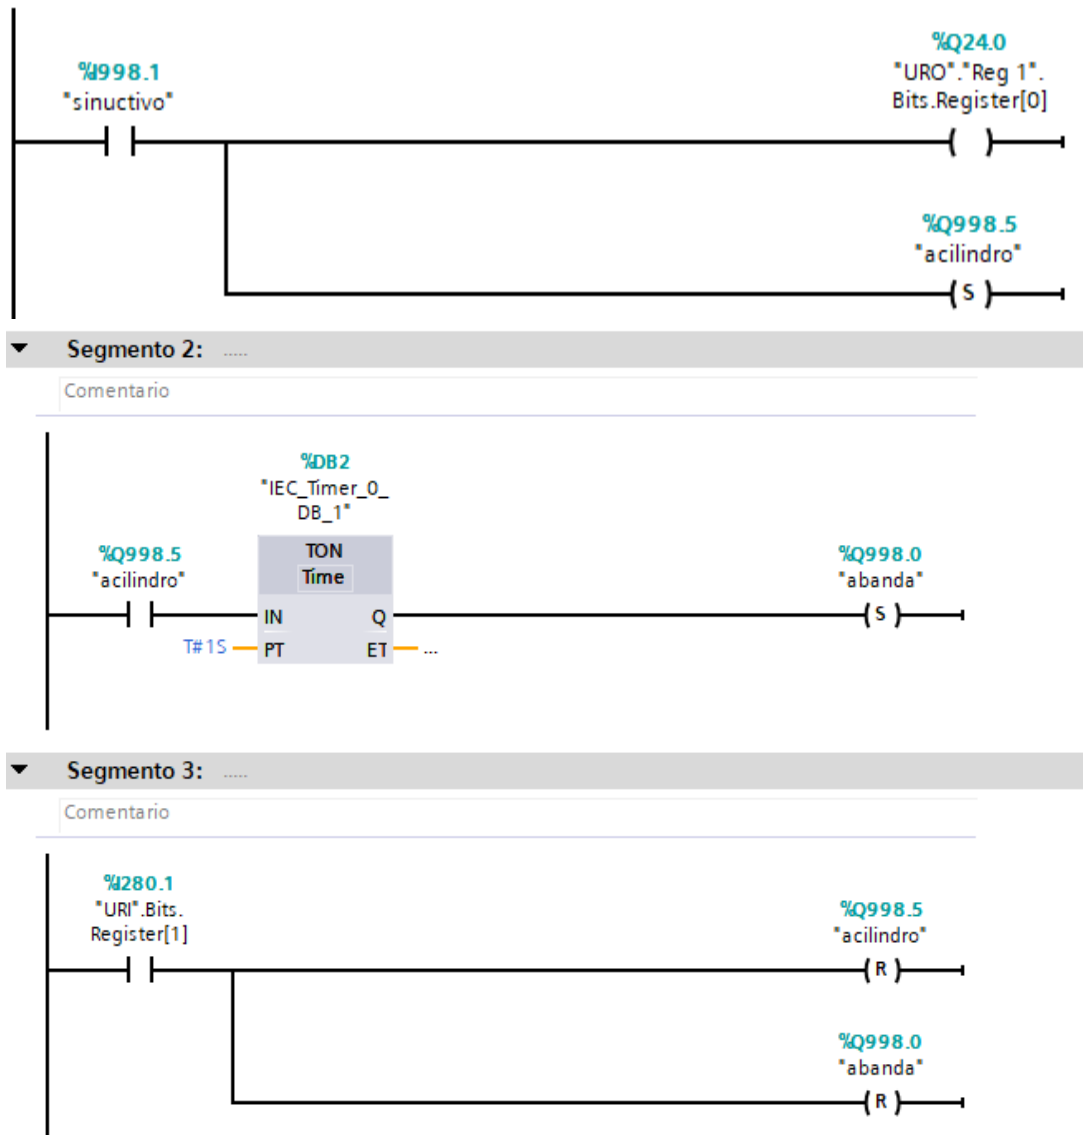 %I998.1
"sinuctivo"
%Q24.0
"URO"."Reg 1".
Bits.Register[0]
( )
%Q998.5
"acilindro"
( S )
Segmento 2: .....
Comentario
%DB2
"IEC_Timer_0_
DB_1"
%Q998.5
"acilindro"
TON
Time
IN Q
T#1S PT ET ...
%Q998.0
"abanda"
( S )
Segmento 3: .....
Comentario
%I280.1
"URI".Bits.
Register[1]
%Q998.5
"acilindro"
( R )
%Q998.0
"abanda"
( R )